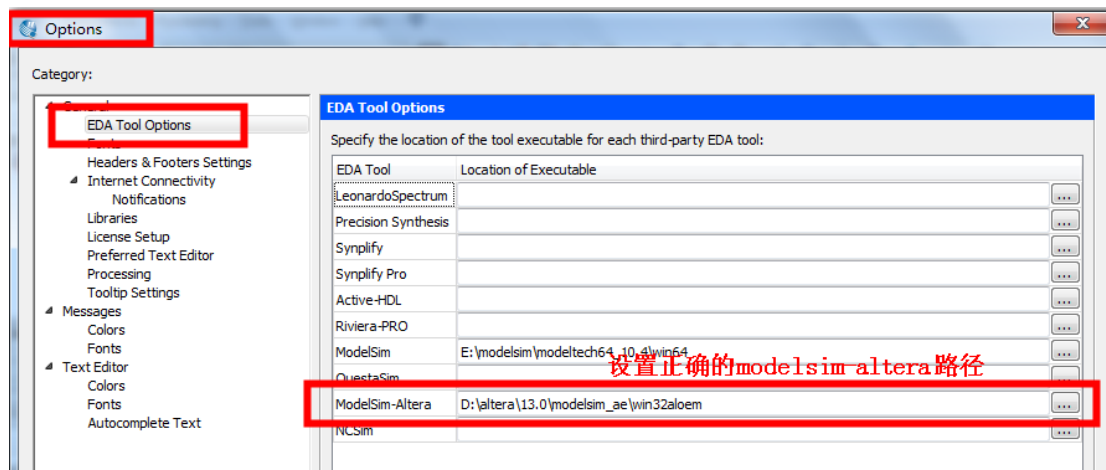 Options
Category:
General
EDA Tool Options
Fonts
Headers & Footers Settings
Internet Connectivity
Notifications
Libraries
License Setup
Preferred Text Editor
Processing
Tooltip Settings
Messages
Colors
Fonts
Text Editor
Colors
Fonts
Autocomplete Text
EDA Tool Options
Specify the location of the tool executable for each third-party EDA tool:
EDA Tool Location of Executable
LeonardoSpectrum ...
Precision Synthesis ...
Synplify ...
Synplify Pro ...
Active-HDL ...
Riviera-PRO ...
ModelSim E:\modelsim\modeltech64_10.4\win64 ...
设置正确的modelsim altera路径
QuestaSim ...
ModelSim-Altera D:\altera\13.0\modelsim_ae\win32aloem ...
NCSim ...